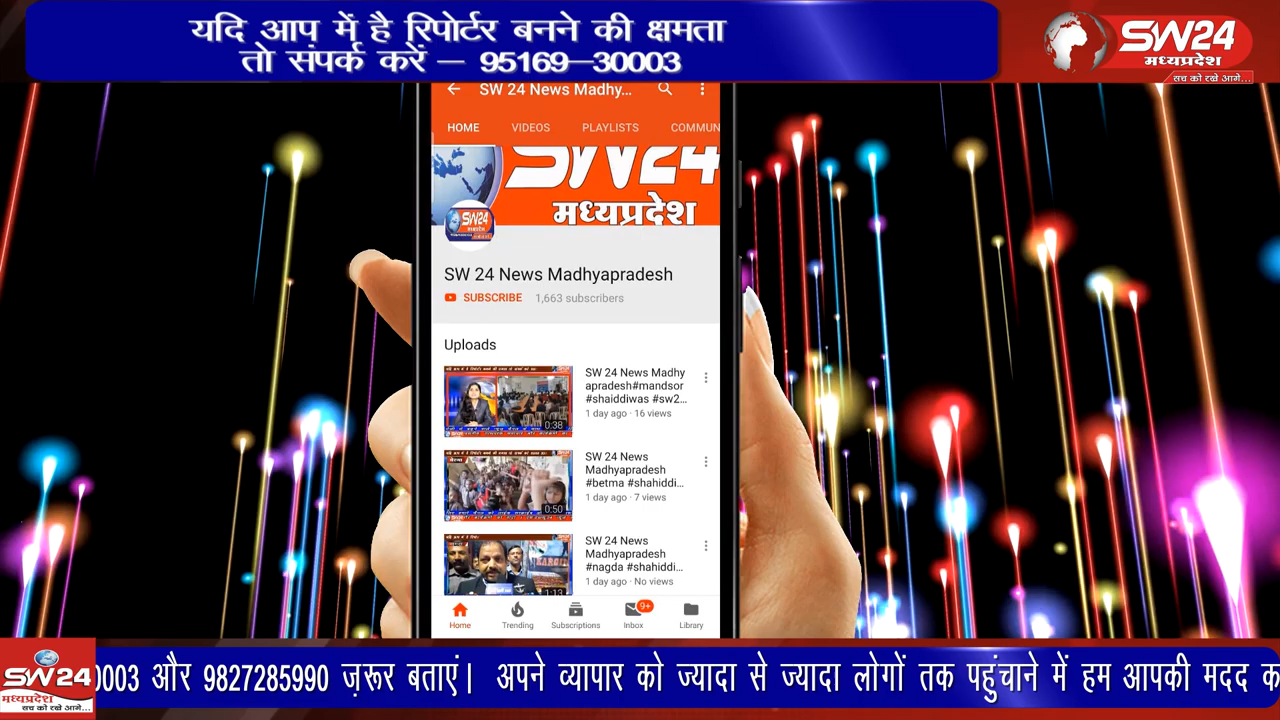 यदि आप में है रिपोर्टर बनने की क्षमता
तो संपर्क करें – 95169–30003
SW24
मध्यप्रदेश
सच को रखे आगे...
SW 24 News Madhy...
HOME VIDEOS PLAYLISTS COMMUN
SW24
मध्यप्रदेश
SW24
SW 24 News Madhyapradesh
SUBSCRIBE 1,663 subscribers
Uploads
SW 24 News Madhy
apradesh#mandsor
#shaiddiwas #sw2...
1 day ago · 16 views
0:38
SW 24 News
Madhyapradesh
#betma #shahiddi...
1 day ago · 7 views
0:50
SW 24 News
Madhyapradesh
#nagda #shahiddi...
1 day ago · No views
1:13
Home Trending Subscriptions Inbox 9+ Library
SW24
मध्यप्रदेश
सच को रखे आगे...
0003 और 9827285990 ज़रूर बताएं। अपने व्यापार को ज्यादा से ज्यादा लोगों तक पहुंचाने में हम आपकी मदद क